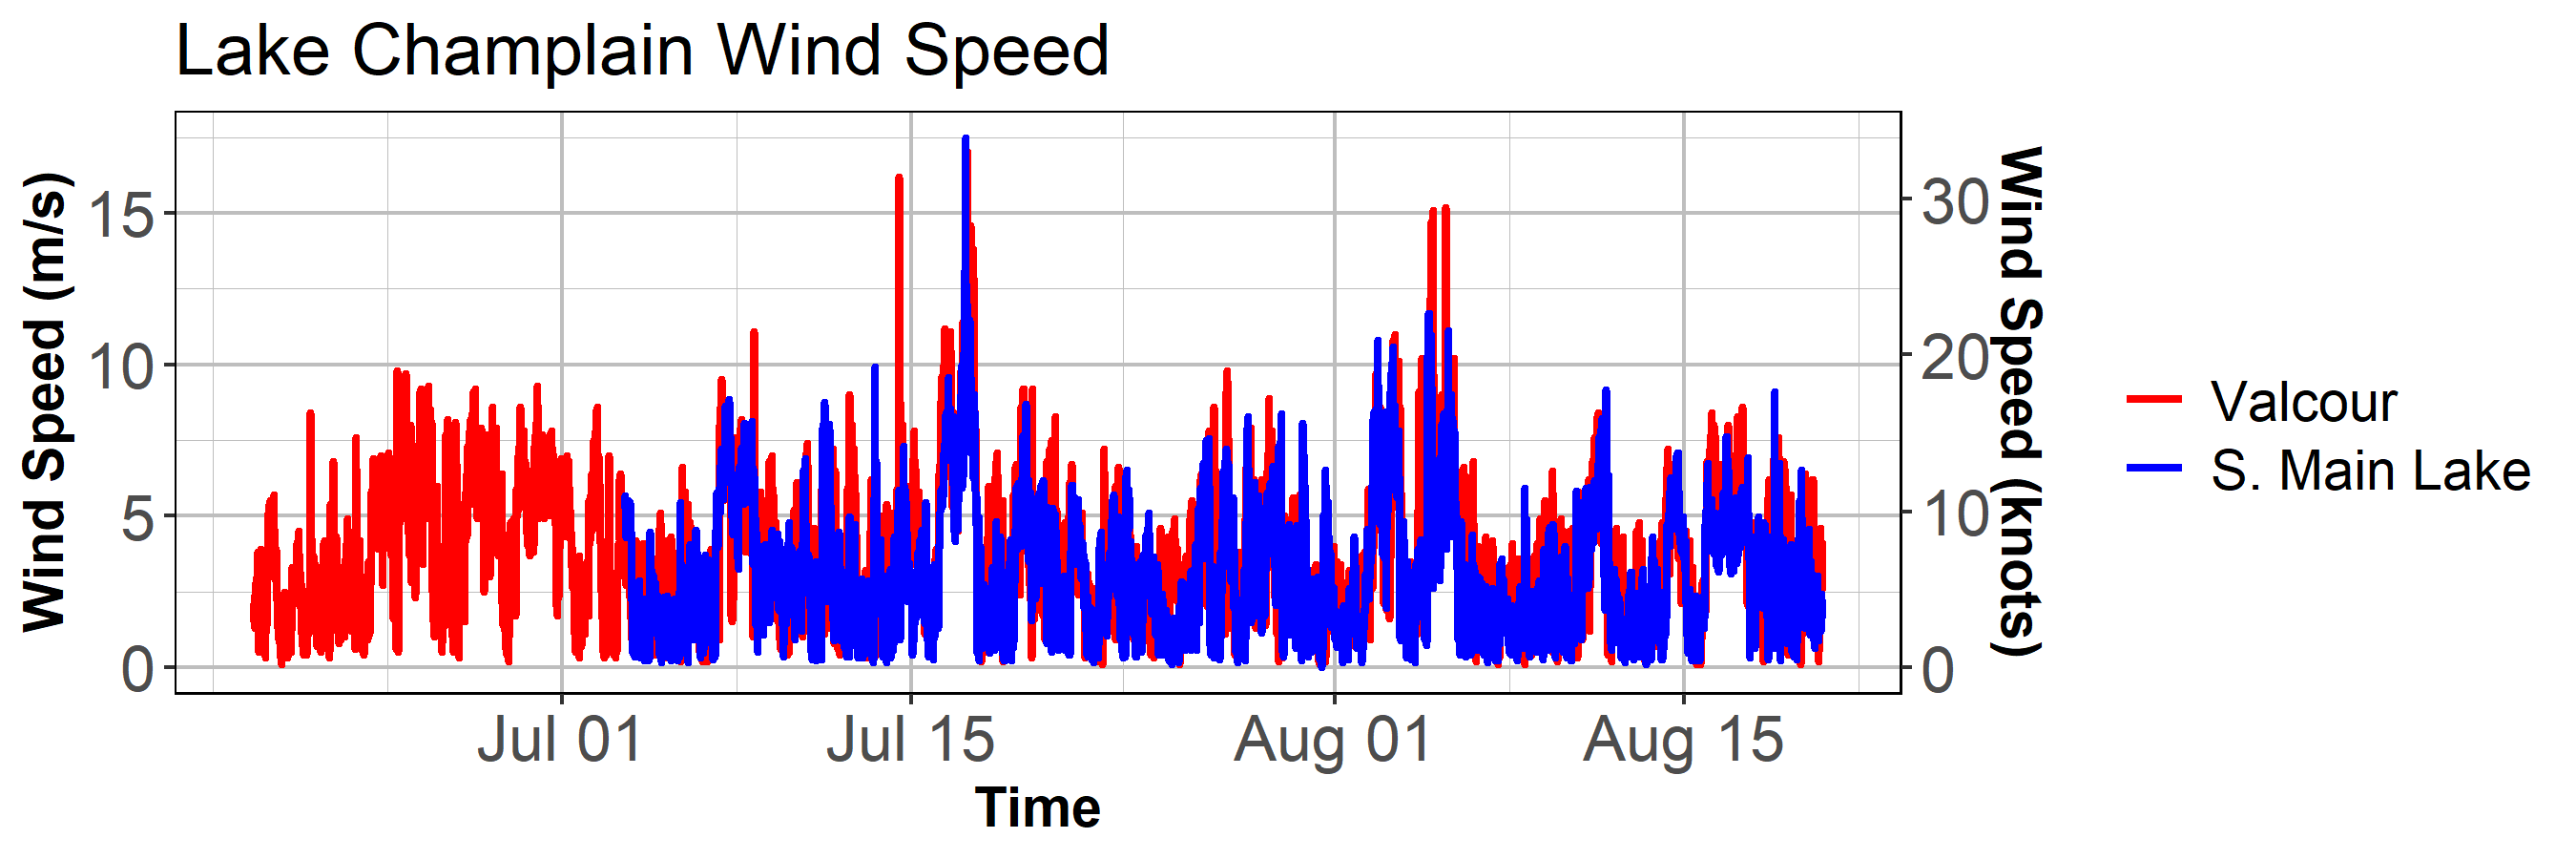 Lake Champlain Wind Speed
Wind Speed (m/s)
15
10
5
0
30
20
10
0
Wind Speed (knots)
Jul 01
Jul 15
Aug 01
Aug 15
Time
Valcour
S. Main Lake